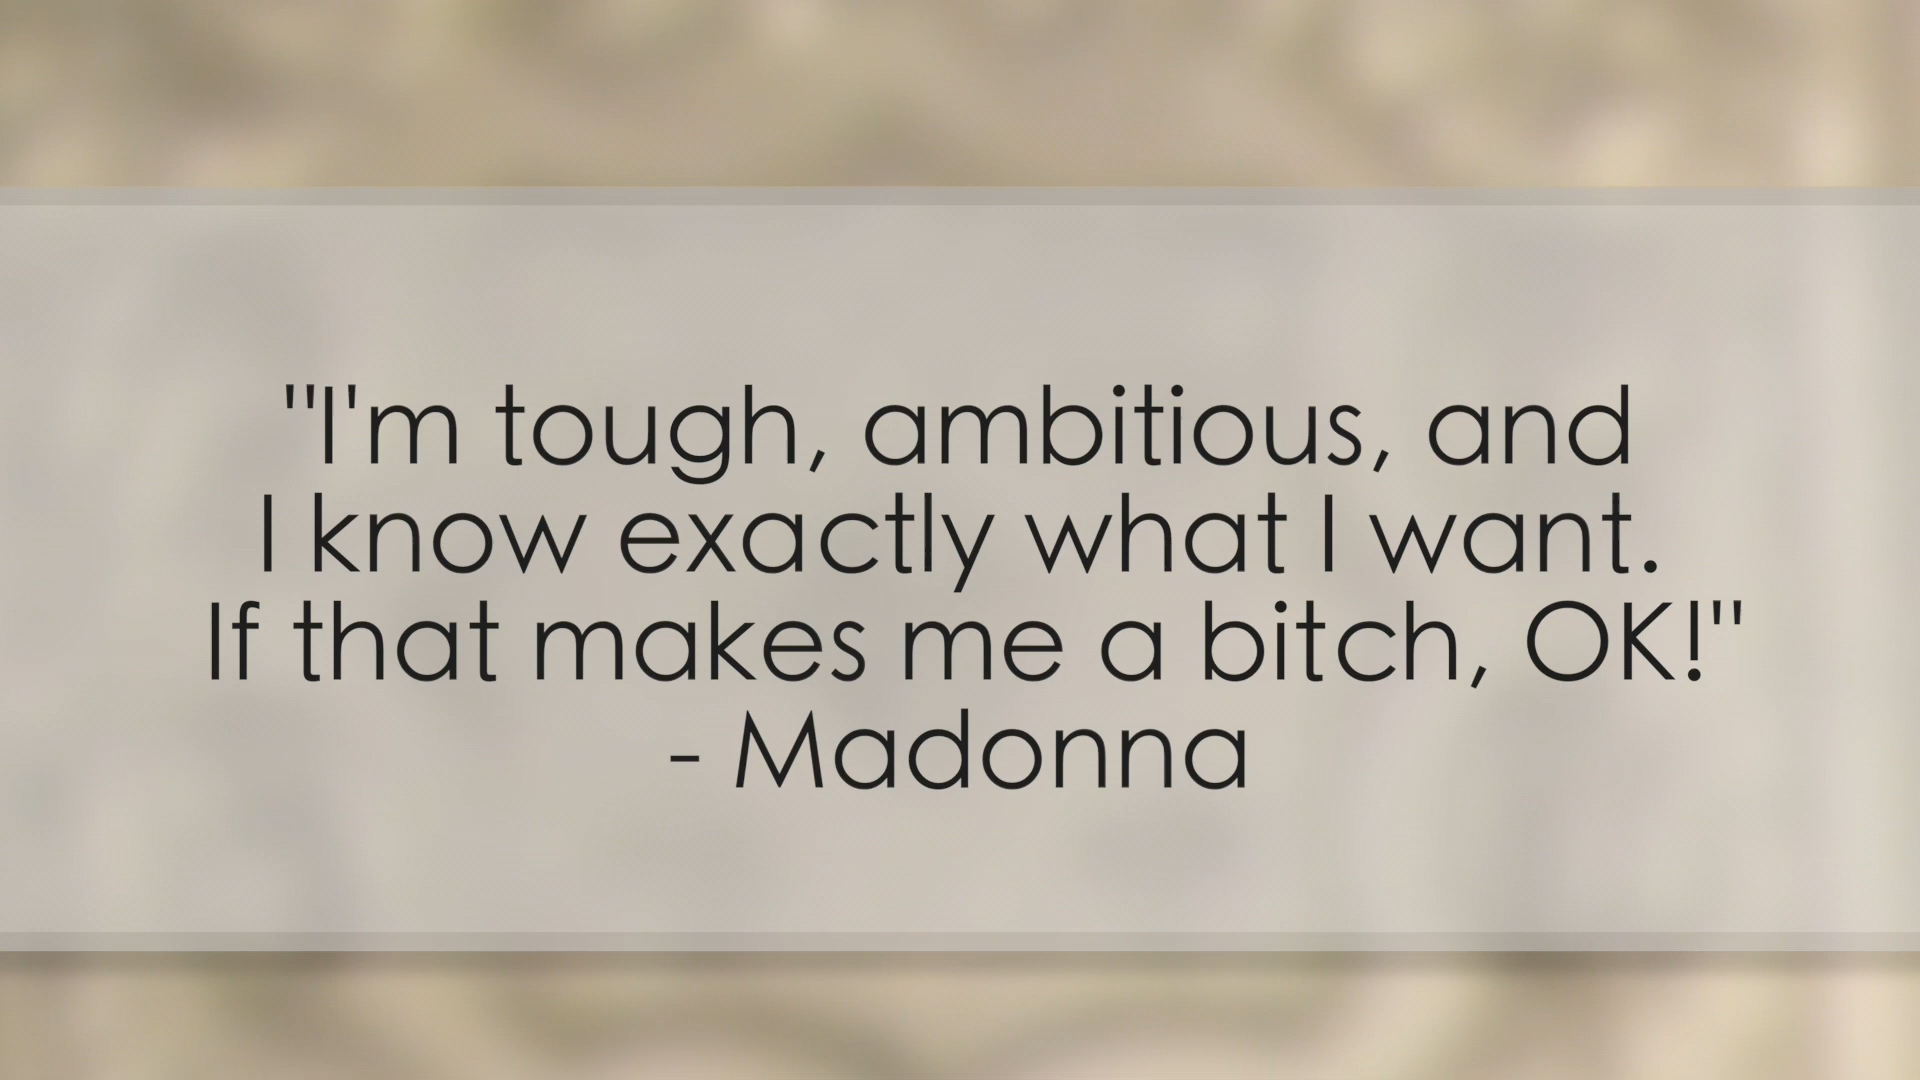 "I'm tough, ambitious, and
I know exactly what I want.
If that makes me a bitch, OK!"
- Madonna